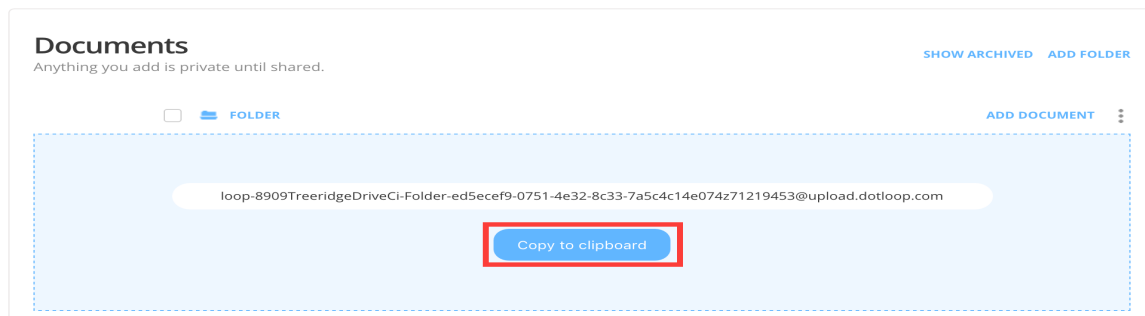 Documents
Anything you add is private until shared.
SHOW ARCHIVED ADD FOLDER
FOLDER
ADD DOCUMENT
loop-8909TreeridgeDriveCi-Folder-ed5ecef9-0751-4e32-8c33-7a5c4c14e074z71219453@upload.dotloop.com
Copy to clipboard